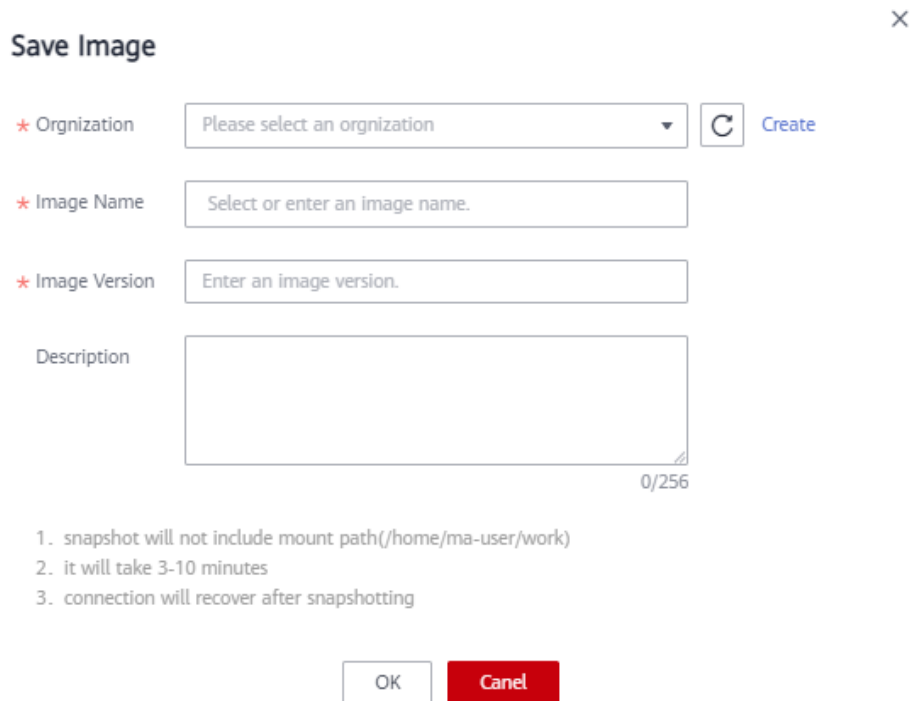 Save Image
* Orgnization Please select an orgnization Create
* Image Name Select or enter an image name.
* Image Version Enter an image version.
Description
0/256
1. snapshot will not include mount path(/home/ma-user/work)
2. it will take 3-10 minutes
3. connection will recover after snapshotting
OK Canel